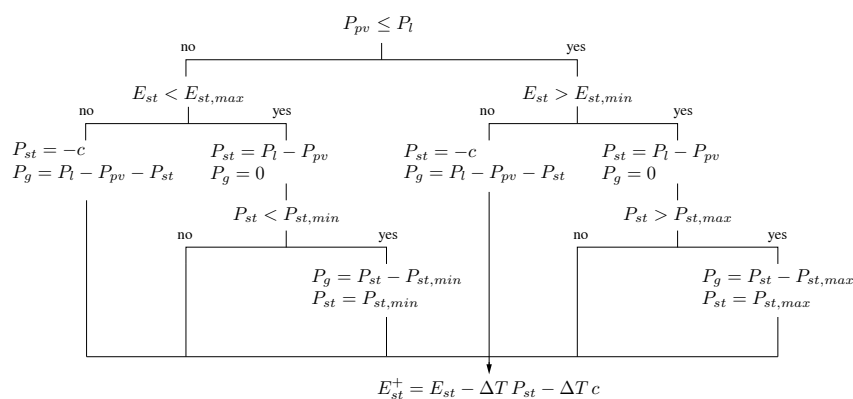 P_{pv} ≤ P_l
no yes
E_{st} < E_{st,max} E_{st} > E_{st,min}
no yes no yes
P_{st} = −c P_{st} = P_l − P_{pv} P_{st} = −c P_{st} = P_l − P_{pv}
P_g = P_l − P_{pv} − P_{st} P_g = 0 P_g = P_l − P_{pv} − P_{st} P_g = 0
P_{st} < P_{st,min} P_{st} > P_{st,max}
no yes no yes
P_g = P_{st} − P_{st,min} P_g = P_{st} − P_{st,max}
P_{st} = P_{st,min} P_{st} = P_{st,max}
E_{st}^+ = E_{st} − ΔT P_{st} − ΔT c